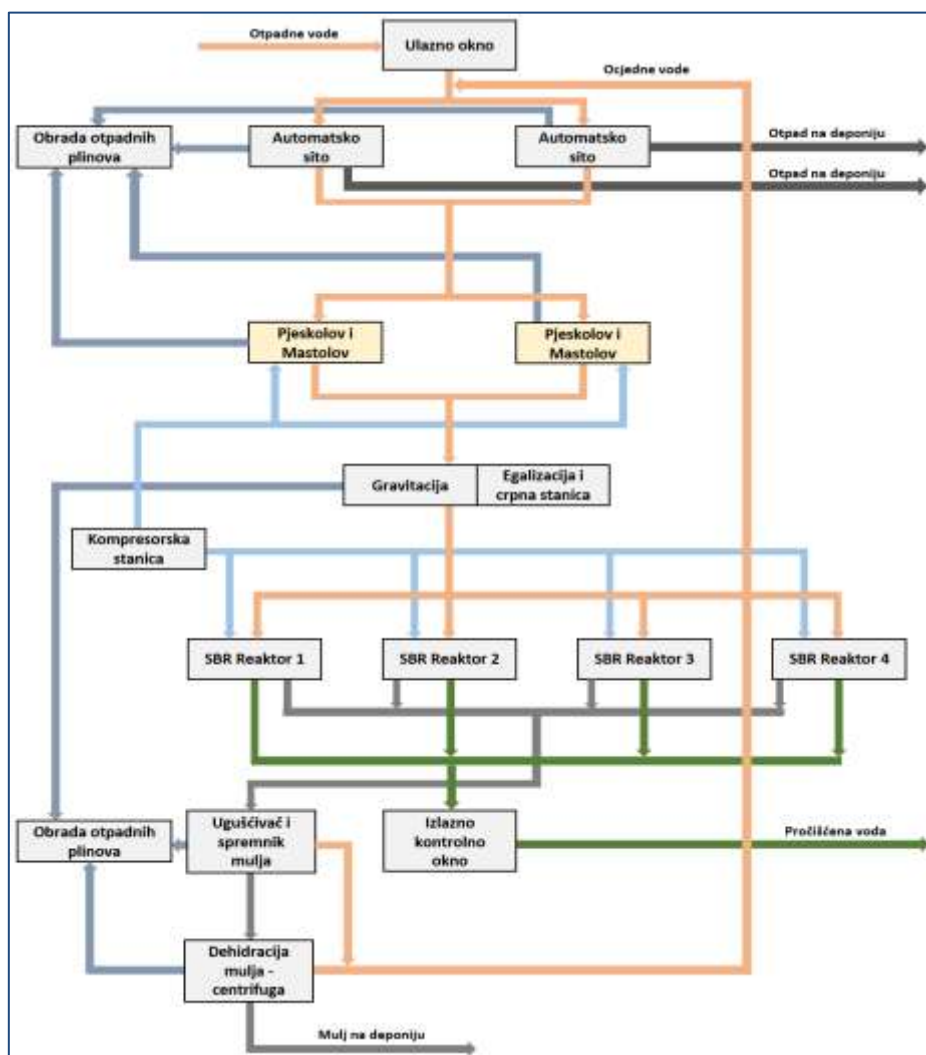 Otpadne vode
Ulazno okno
Ocjedne vode
Obrada otpadnih
plinova
Automatsko
sito
Automatsko
sito
Otpad na deponiju
Otpad na deponiju
Pjeskolov i
Mastolov
Pjeskolov i
Mastolov
Gravitacija
Egalizacija i
crpna stanica
Kompresorska
stanica
SBR Reaktor 1
SBR Reaktor 2
SBR Reaktor 3
SBR Reaktor 4
Obrada otpadnih
plinova
Ugušćivač i
spremnik
mulja
Izlazno
kontrolno
okno
Pročišćena voda
Dehidracija
mulja -
centrifuga
Mulj na deponiju